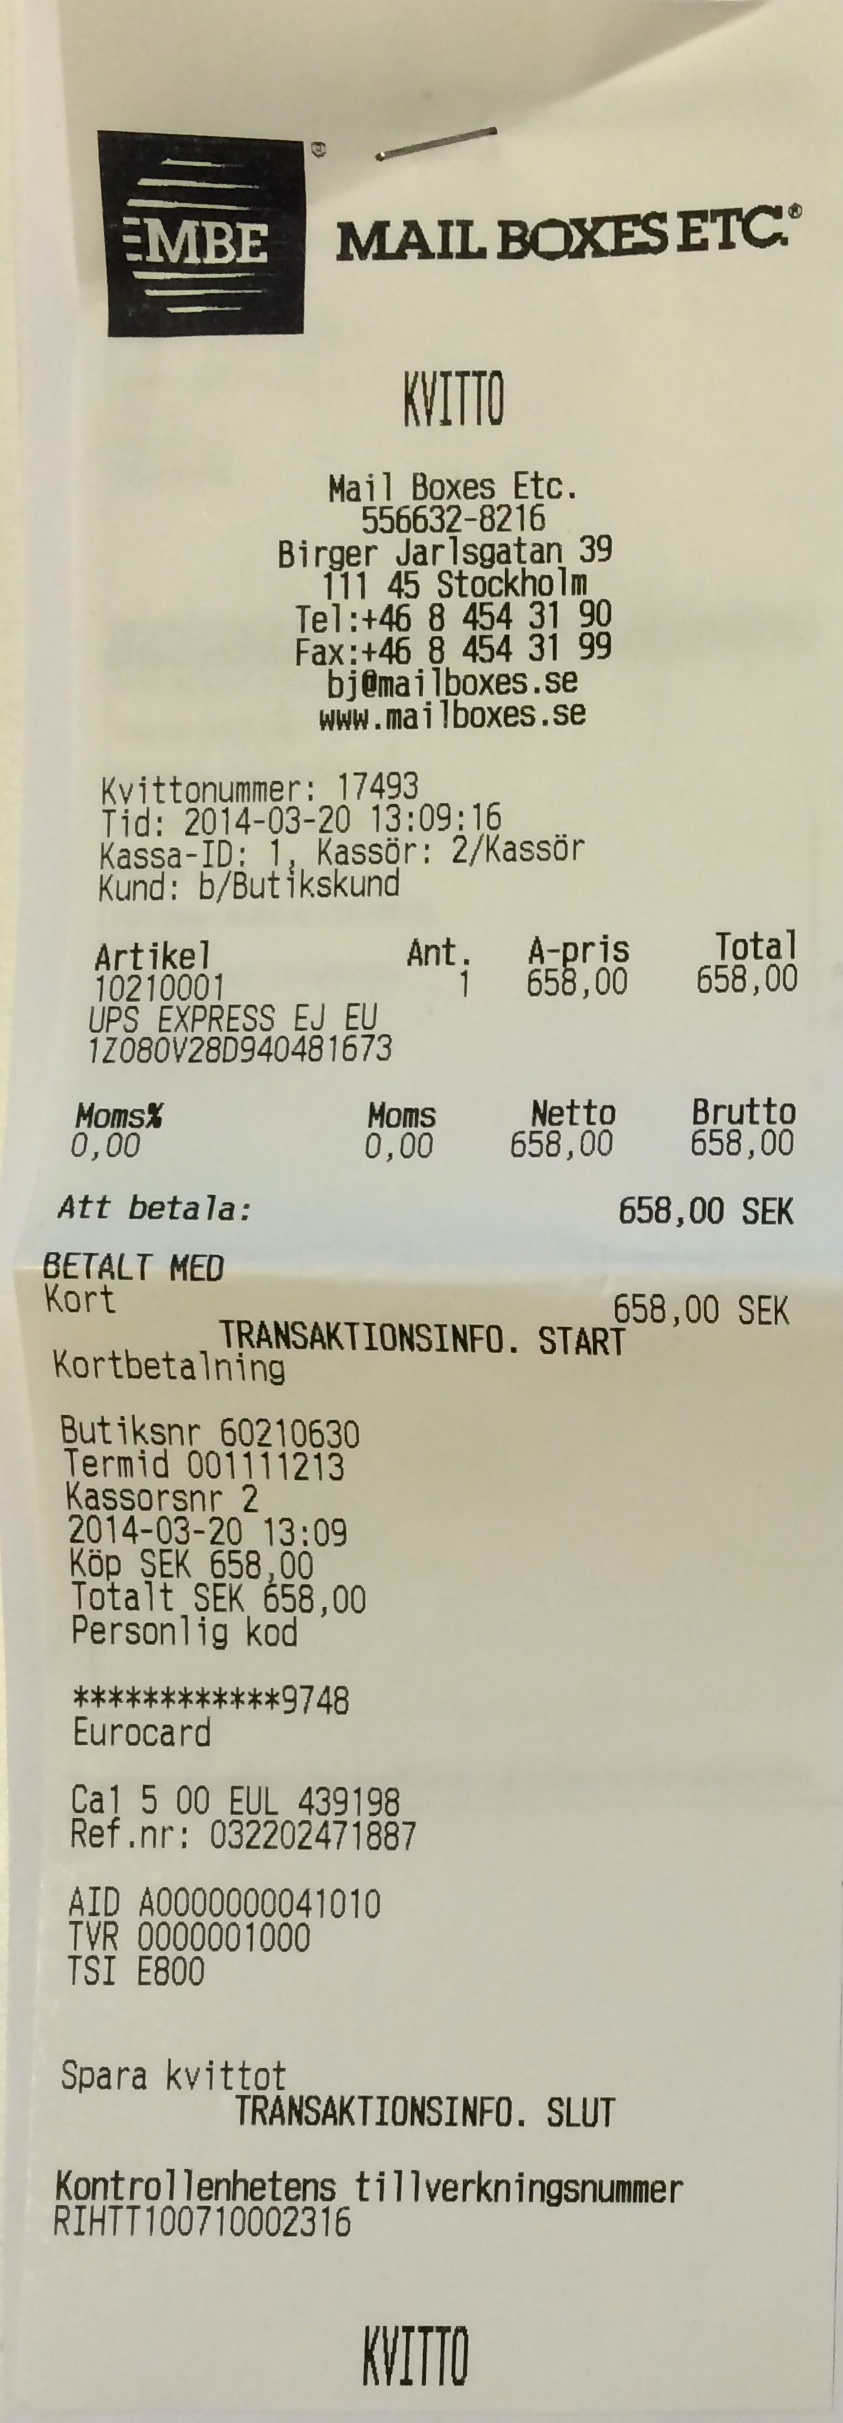 MBE ® MAIL BOXES ETC.®
KVITTO
Mail Boxes Etc.
556632-8216
Birger Jarlsgatan 39
111 45 Stockholm
Tel:+46 8 454 31 90
Fax:+46 8 454 31 99
bj@mailboxes.se
www.mailboxes.se
Kvittonummer: 17493
Tid: 2014-03-20 13:09:16
Kassa-ID: 1, Kassör: 2/Kassör
Kund: b/Butikskund
Artikel Ant. A-pris Total
10210001 1 658,00 658,00
UPS EXPRESS EJ EU
1Z080V28D940481673
Moms% Moms Netto Brutto
0,00 0,00 658,00 658,00
Att betala: 658,00 SEK
BETALT MED
Kort 658,00 SEK
TRANSAKTIONSINFO. START
Kortbetalning
Butiksnr 60210630
Termid 001111213
Kassorsnr 2
2014-03-20 13:09
Köp SEK 658,00
Totalt SEK 658,00
Personlig kod
************9748
Eurocard
Ca1 5 00 EUL 439198
Ref.nr: 032202471887
AID A0000000041010
TVR 0000001000
TSI E800
Spara kvittot
TRANSAKTIONSINFO. SLUT
Kontrollenhetens tillverkningsnummer
RIHTT100710002316
KVITTO